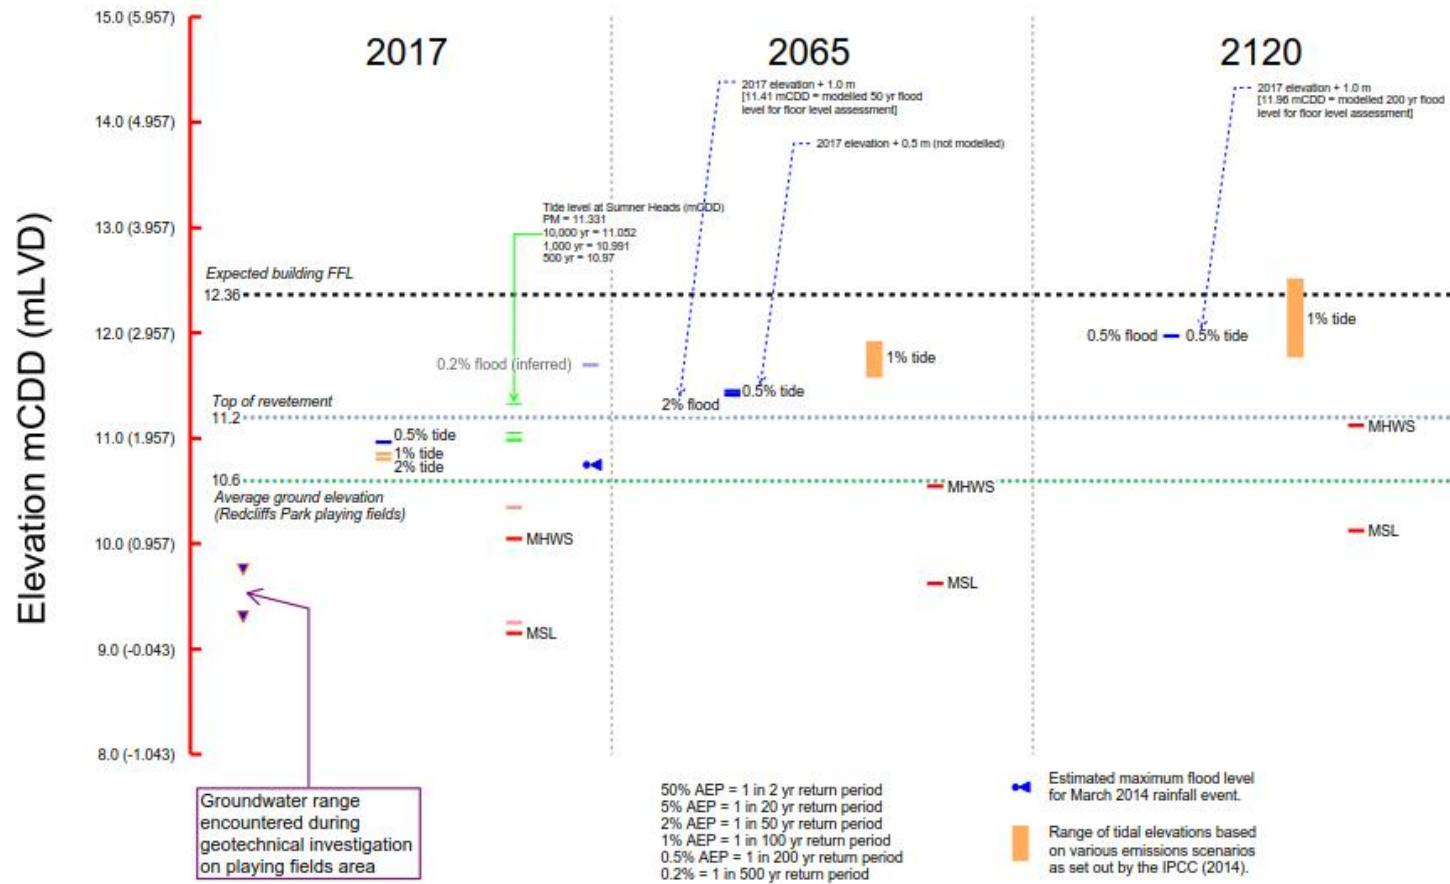 Elevation mCDD (mLVD)
15.0 (5.957)
14.0 (4.957)
13.0 (3.957)
12.0 (2.957)
11.0 (1.957)
10.0 (0.957)
9.0 (-0.043)
8.0 (-1.043)
2017
2065
2120
2017 elevation + 1.0 m
[11.41 mCDD = modelled 50 yr flood
level for floor level assessment]
2017 elevation + 0.5 m (not modelled)
2017 elevation + 1.0 m
[11.96 mCDD = modelled 200 yr flood
level for floor level assessment]
Tide level at Sumner Heads (mCDD)
PM = 11.331
10,000 yr = 11.052
1,000 yr = 10.991
500 yr = 10.97
Expected building FFL
12.36
0.2% flood (inferred)
Top of revetement
11.2
0.5% tide
1% tide
2% tide
10.6
Average ground elevation
(Redcliffs Park playing fields)
MHWS
MSL
2% flood
0.5% tide
1% tide
MHWS
MSL
0.5% flood
0.5% tide
1% tide
MHWS
MSL
Groundwater range
encountered during
geotechnical investigation
on playing fields area
50% AEP = 1 in 2 yr return period
5% AEP = 1 in 20 yr return period
2% AEP = 1 in 50 yr return period
1% AEP = 1 in 100 yr return period
0.5% AEP = 1 in 200 yr return period
0.2% = 1 in 500 yr return period
Estimated maximum flood level
for March 2014 rainfall event.
Range of tidal elevations based
on various emissions scenarios
as set out by the IPCC (2014).